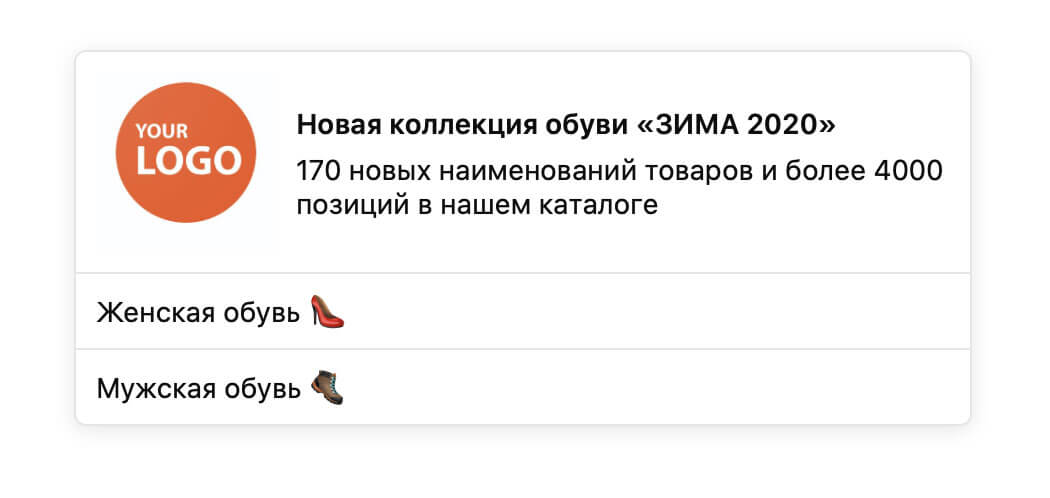 YOUR
LOGO
Новая коллекция обуви «ЗИМА 2020»
170 новых наименований товаров и более 4000
позиций в нашем каталоге
Женская обувь 👠
Мужская обувь 🥾